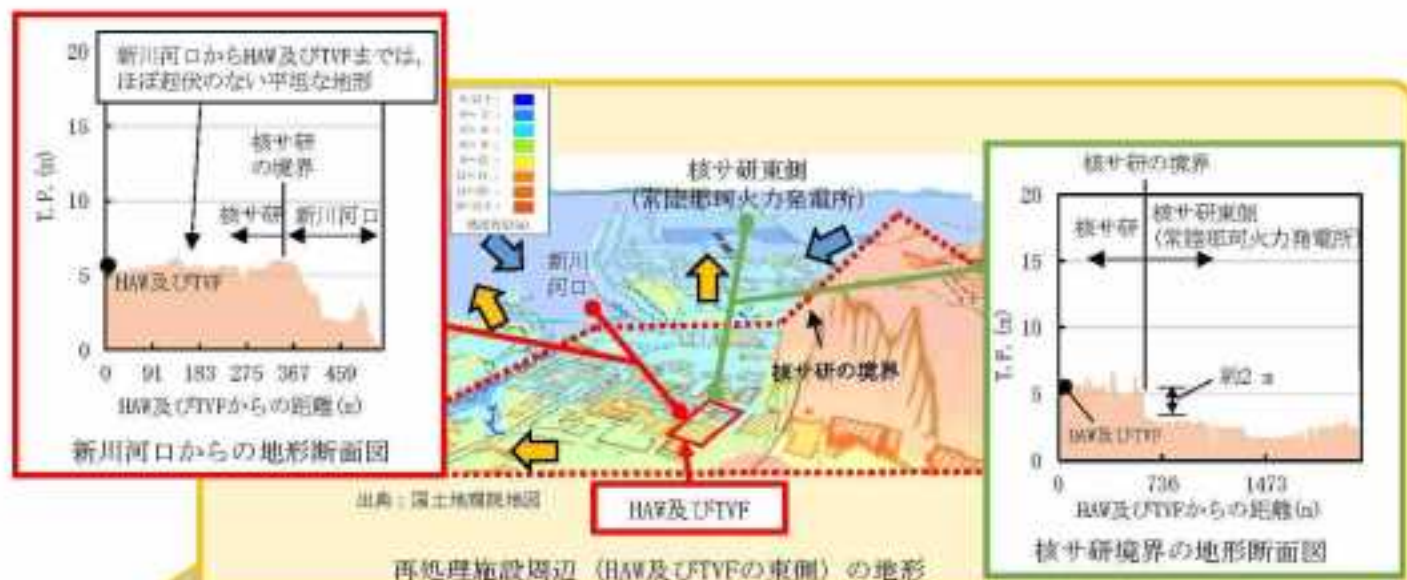 新川河口からHAW及びTVFまでは,
ほぼ起伏のない平坦な地形
T.P. (m)
20
15
10
5
0
核サ研
の境界
核サ研
新川河口
HAW及びTVF
0 91 183 275 367 459
HAW及びTVFからの距離(m)
新川河口からの地形断面図
核サ研東側
(常陸那珂火力発電所)
新川
河口
核サ研の境界
HAW及びTVF
出典:国土地理院地図
再処理施設周辺 (HAW及びTVFの東側) の地形
核サ研の境界
T.P. (m)
20
15
10
5
0
核サ研
核サ研東側
(常陸那珂火力発電所)
約2 m
HAW及びTVF
0 736 1473
HAW及びTVFからの距離(m)
核サ研境界の地形断面図